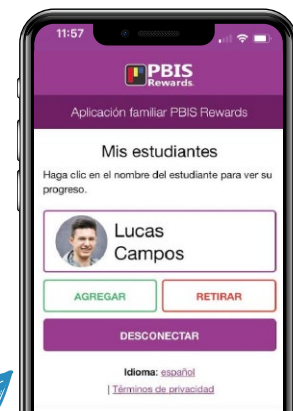 11:57
PBIS
Rewards
Aplicación familiar PBIS Rewards
Mis estudiantes
Haga clic en el nombre del estudiante para ver su
progreso.
Lucas
Campos
AGREGAR
RETIRAR
DESCONECTAR
Idioma: español
| Términos de privacidad